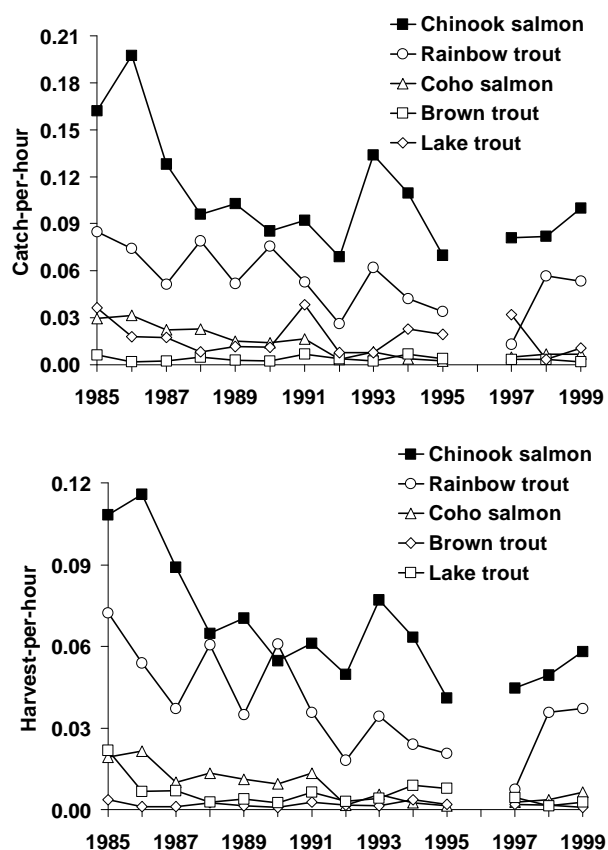 Chinook salmon
Rainbow trout
Coho salmon
Brown trout
Lake trout
0.21
0.18
0.15
0.12
0.09
0.06
0.03
0.00
Catch-per-hour
1985 1987 1989 1991 1993 1995 1997 1999
Chinook salmon
Rainbow trout
Coho salmon
Brown trout
Lake trout
0.12
0.09
0.06
0.03
0.00
Harvest-per-hour
1985 1987 1989 1991 1993 1995 1997 1999